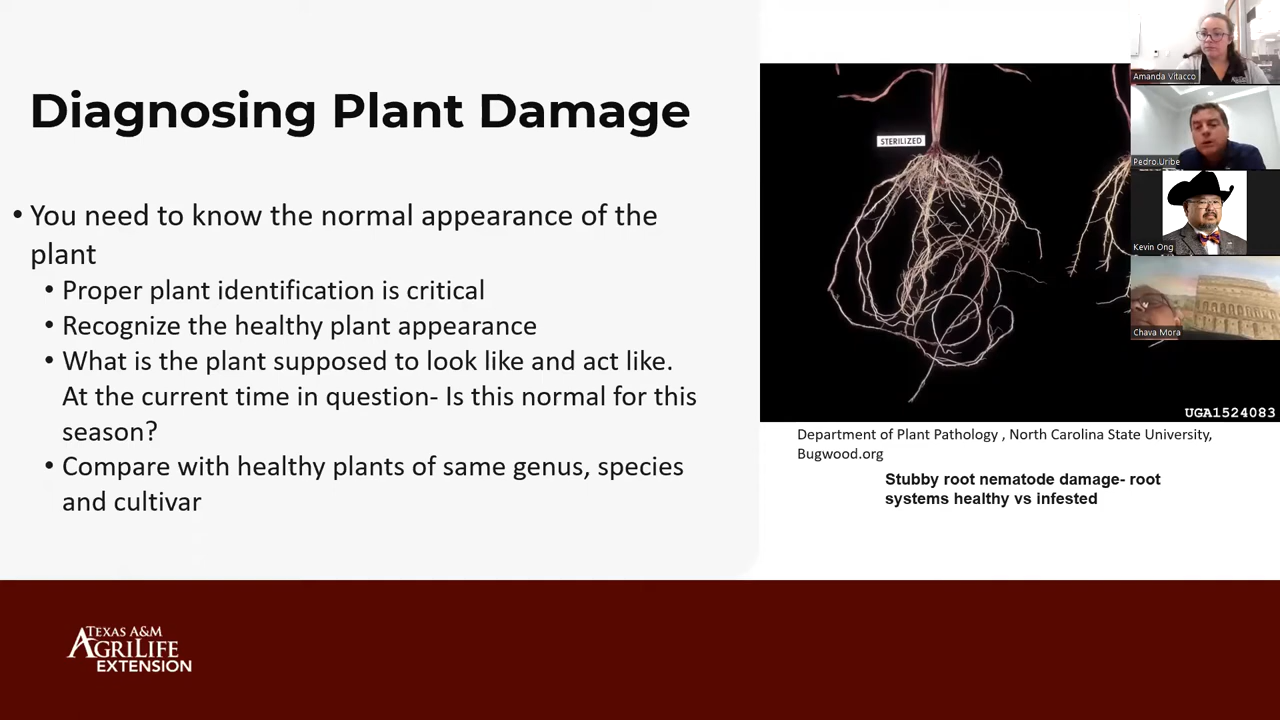 Diagnosing Plant Damage
• You need to know the normal appearance of the
plant
• Proper plant identification is critical
• Recognize the healthy plant appearance
• What is the plant supposed to look like and act like.
At the current time in question- Is this normal for this
season?
• Compare with healthy plants of same genus, species
and cultivar
STERILIZED
UGA1524083
Department of Plant Pathology , North Carolina State University,
Bugwood.org
Stubby root nematode damage- root
systems healthy vs infested
Amanda Vitacco
Pedro.Uribe
Kevin Ong
Chava Mora
TEXAS A&M
AGRILIFE
EXTENSION